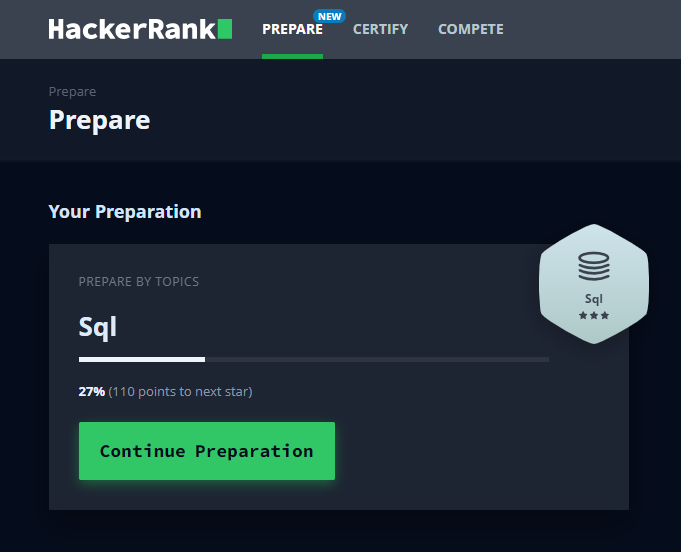 HackerRank
PREPARE
NEW
CERTIFY
COMPETE
Prepare
Prepare
Your Preparation
PREPARE BY TOPICS
Sql
Sql
27% (110 points to next star)
Continue Preparation